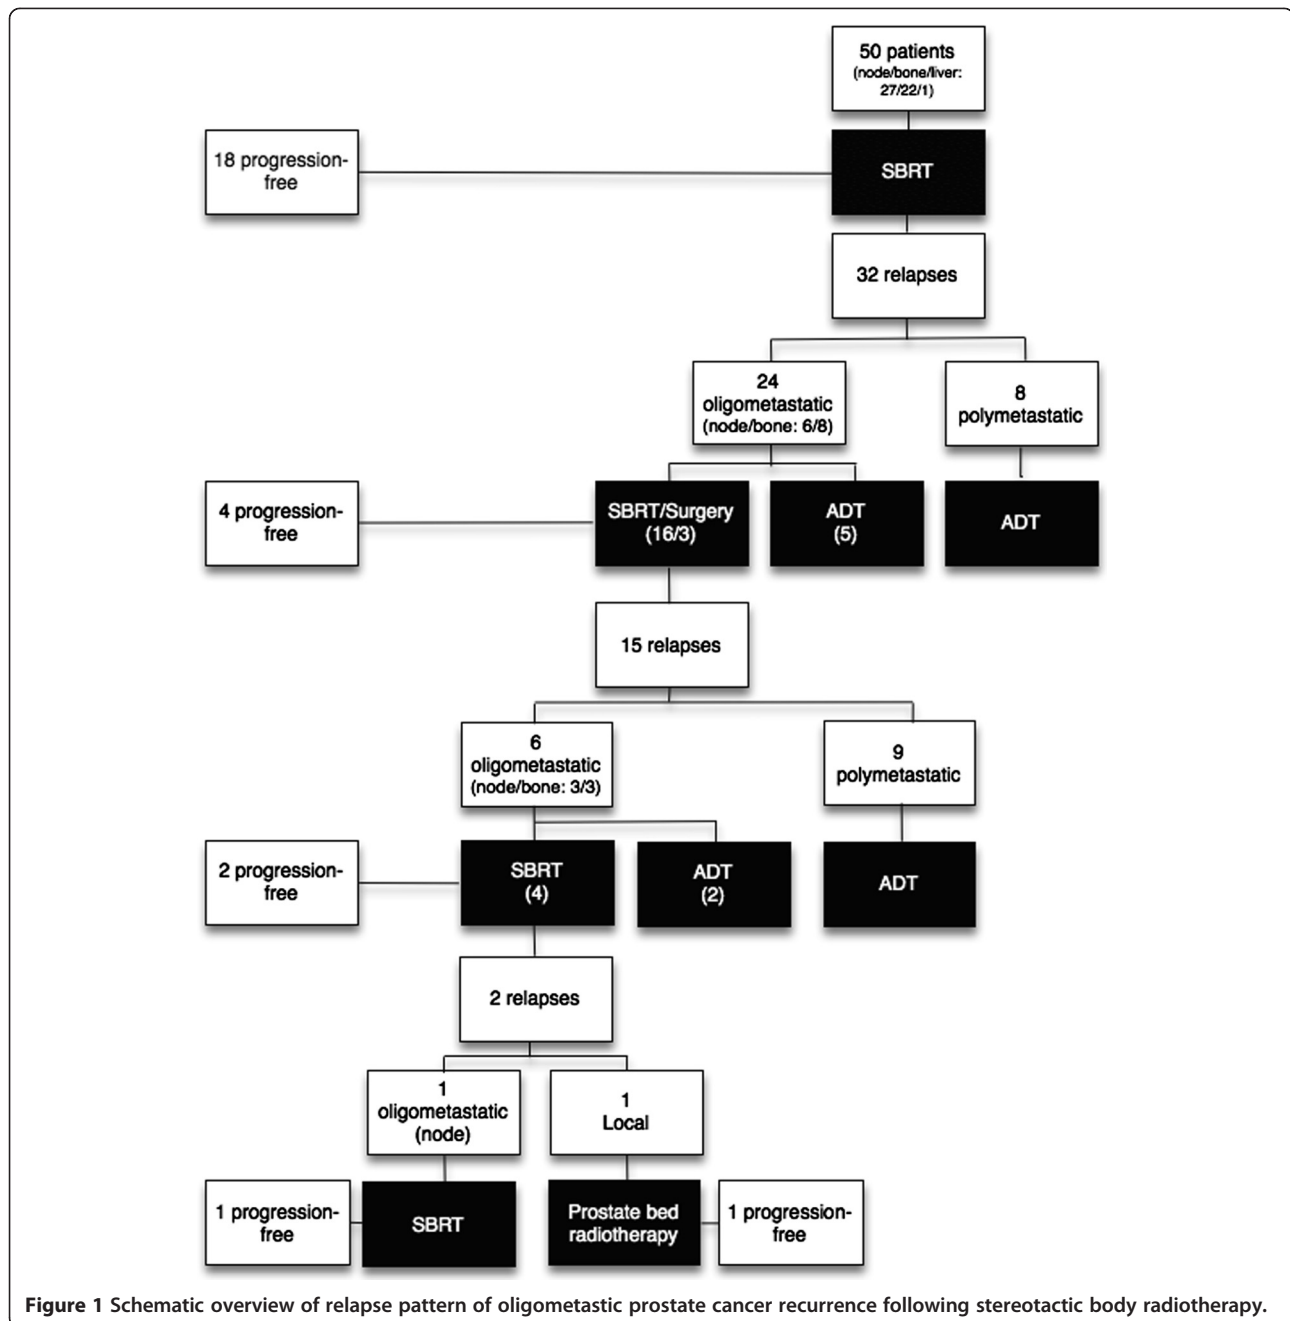 50 patients
(node/bone/liver:
27/22/1)
18 progression-
free
SBRT
32 relapses
24
oligometastatic
(node/bone: 6/8)
8
polymetastatic
4 progression-
free
SBRT/Surgery
(16/3)
ADT
(5)
ADT
15 relapses
6
oligometastatic
(node/bone: 3/3)
9
polymetastatic
2 progression-
free
SBRT
(4)
ADT
(2)
ADT
2 relapses
1
oligometastatic
(node)
1
Local
1 progression-
free
SBRT
Prostate bed
radiotherapy
1 progression-
free
Figure 1 Schematic overview of relapse pattern of oligometastic prostate cancer recurrence following stereotactic body radiotherapy.